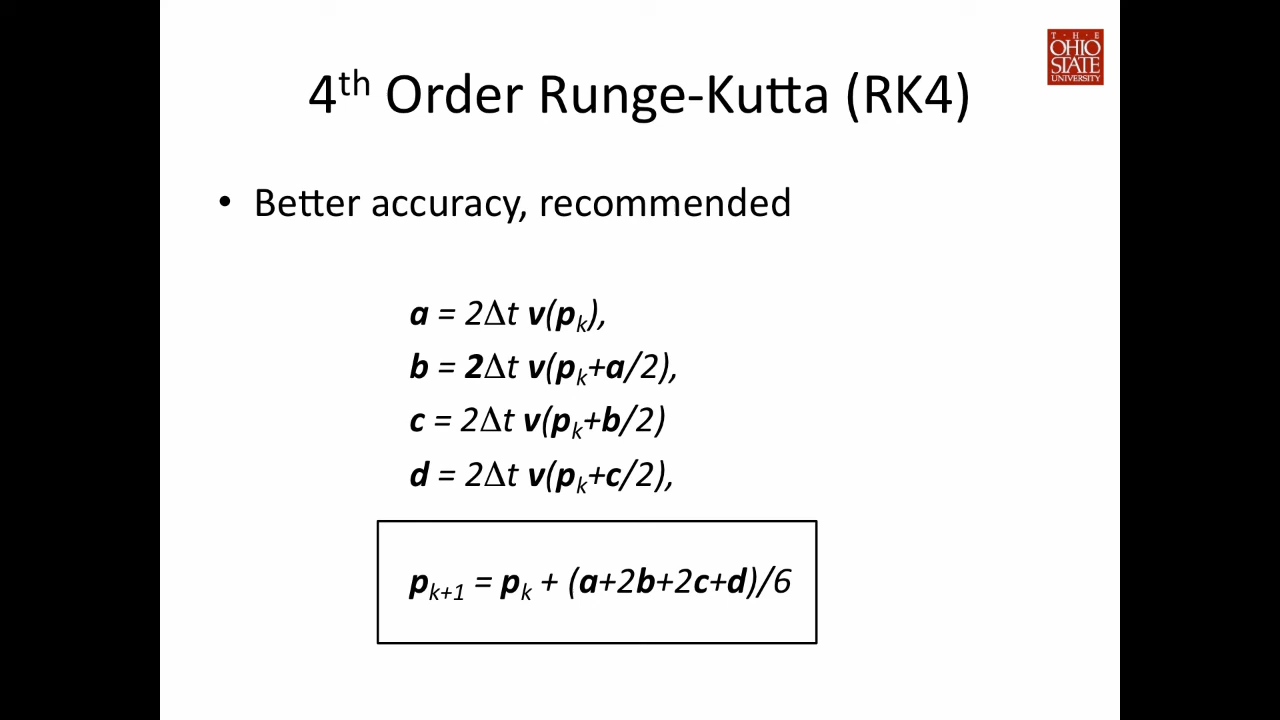 T · H · E
OHIO
STATE
UNIVERSITY
4th Order Runge-Kutta (RK4)
• Better accuracy, recommended
a = 2Δt v(pk),
b = 2Δt v(pk+a/2),
c = 2Δt v(pk+b/2)
d = 2Δt v(pk+c/2),
pk+1 = pk + (a+2b+2c+d)/6